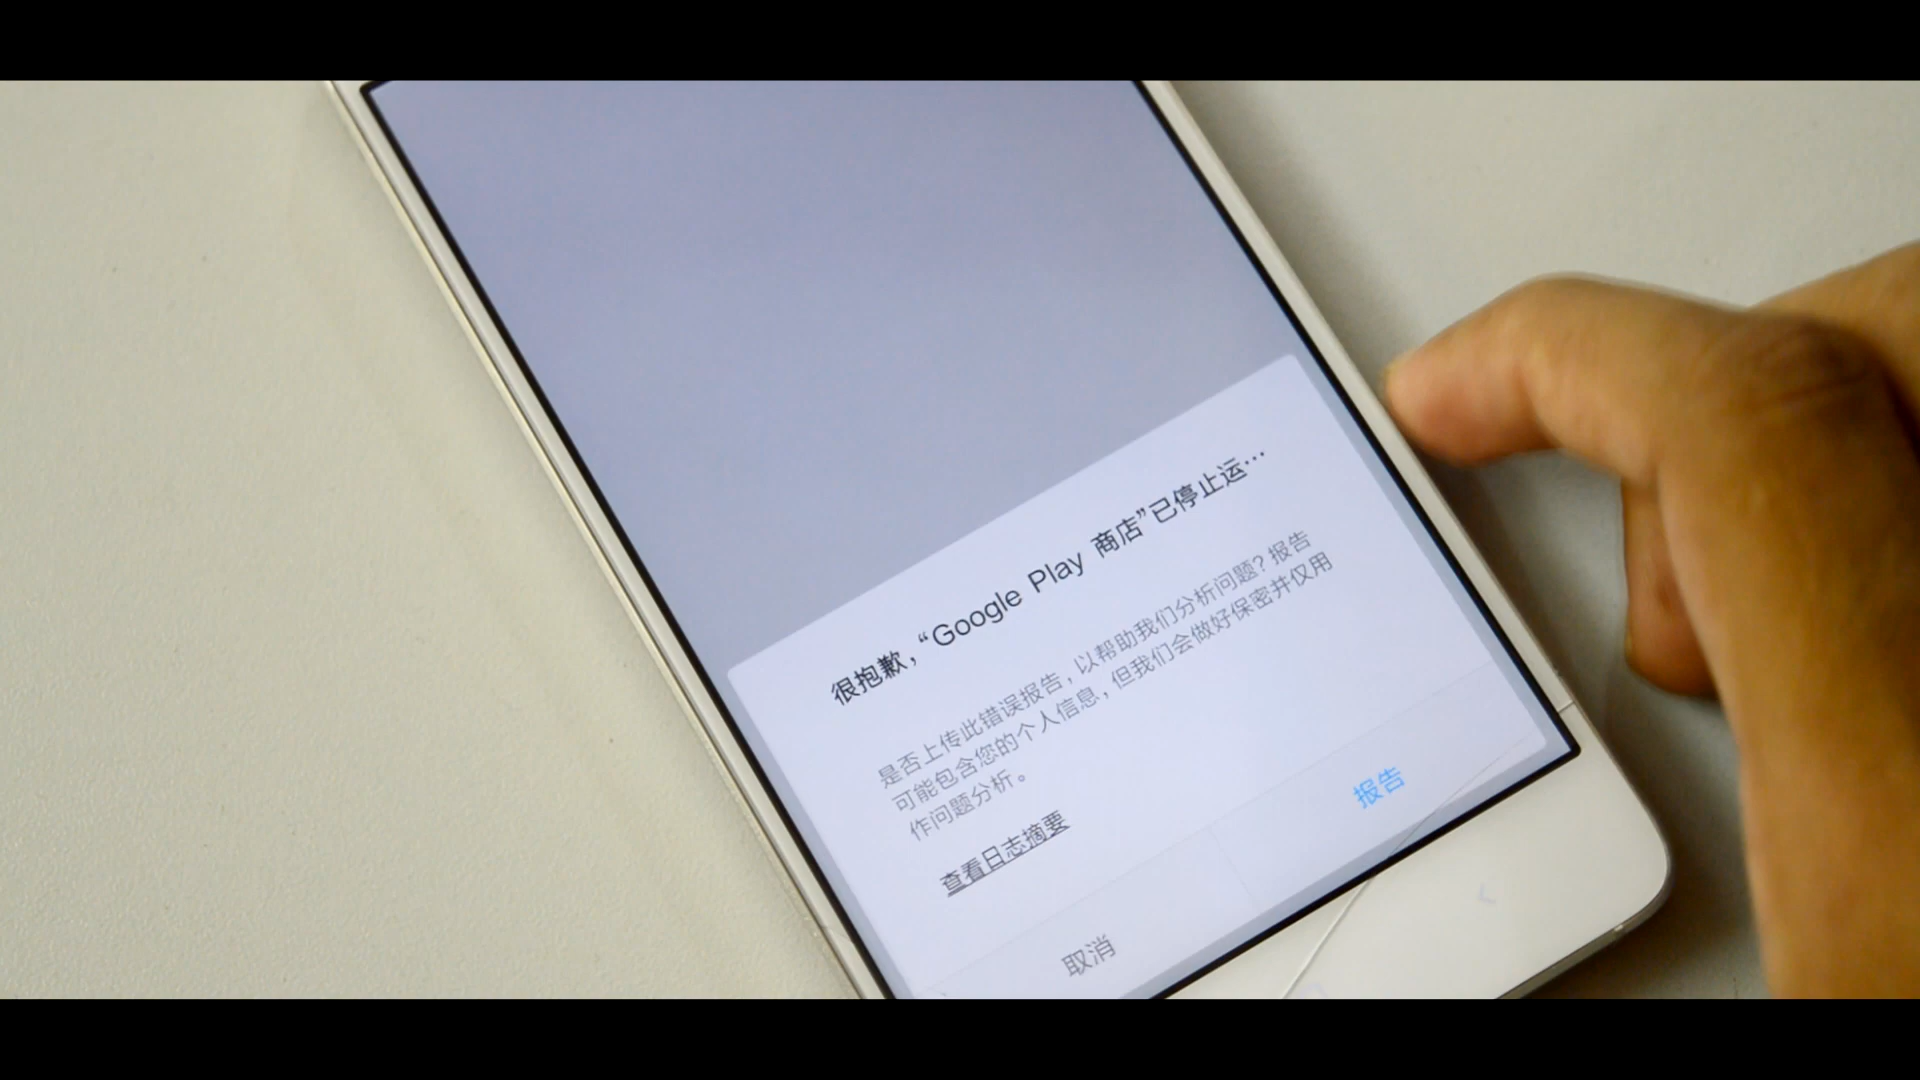 很抱歉，“Google Play 商店”已停止运…
是否上传此错误报告，以帮助我们分析问题？报告
可能包含您的个人信息，但我们会做好保密并仅用
作问题分析。
查看日志摘要
取消
报告